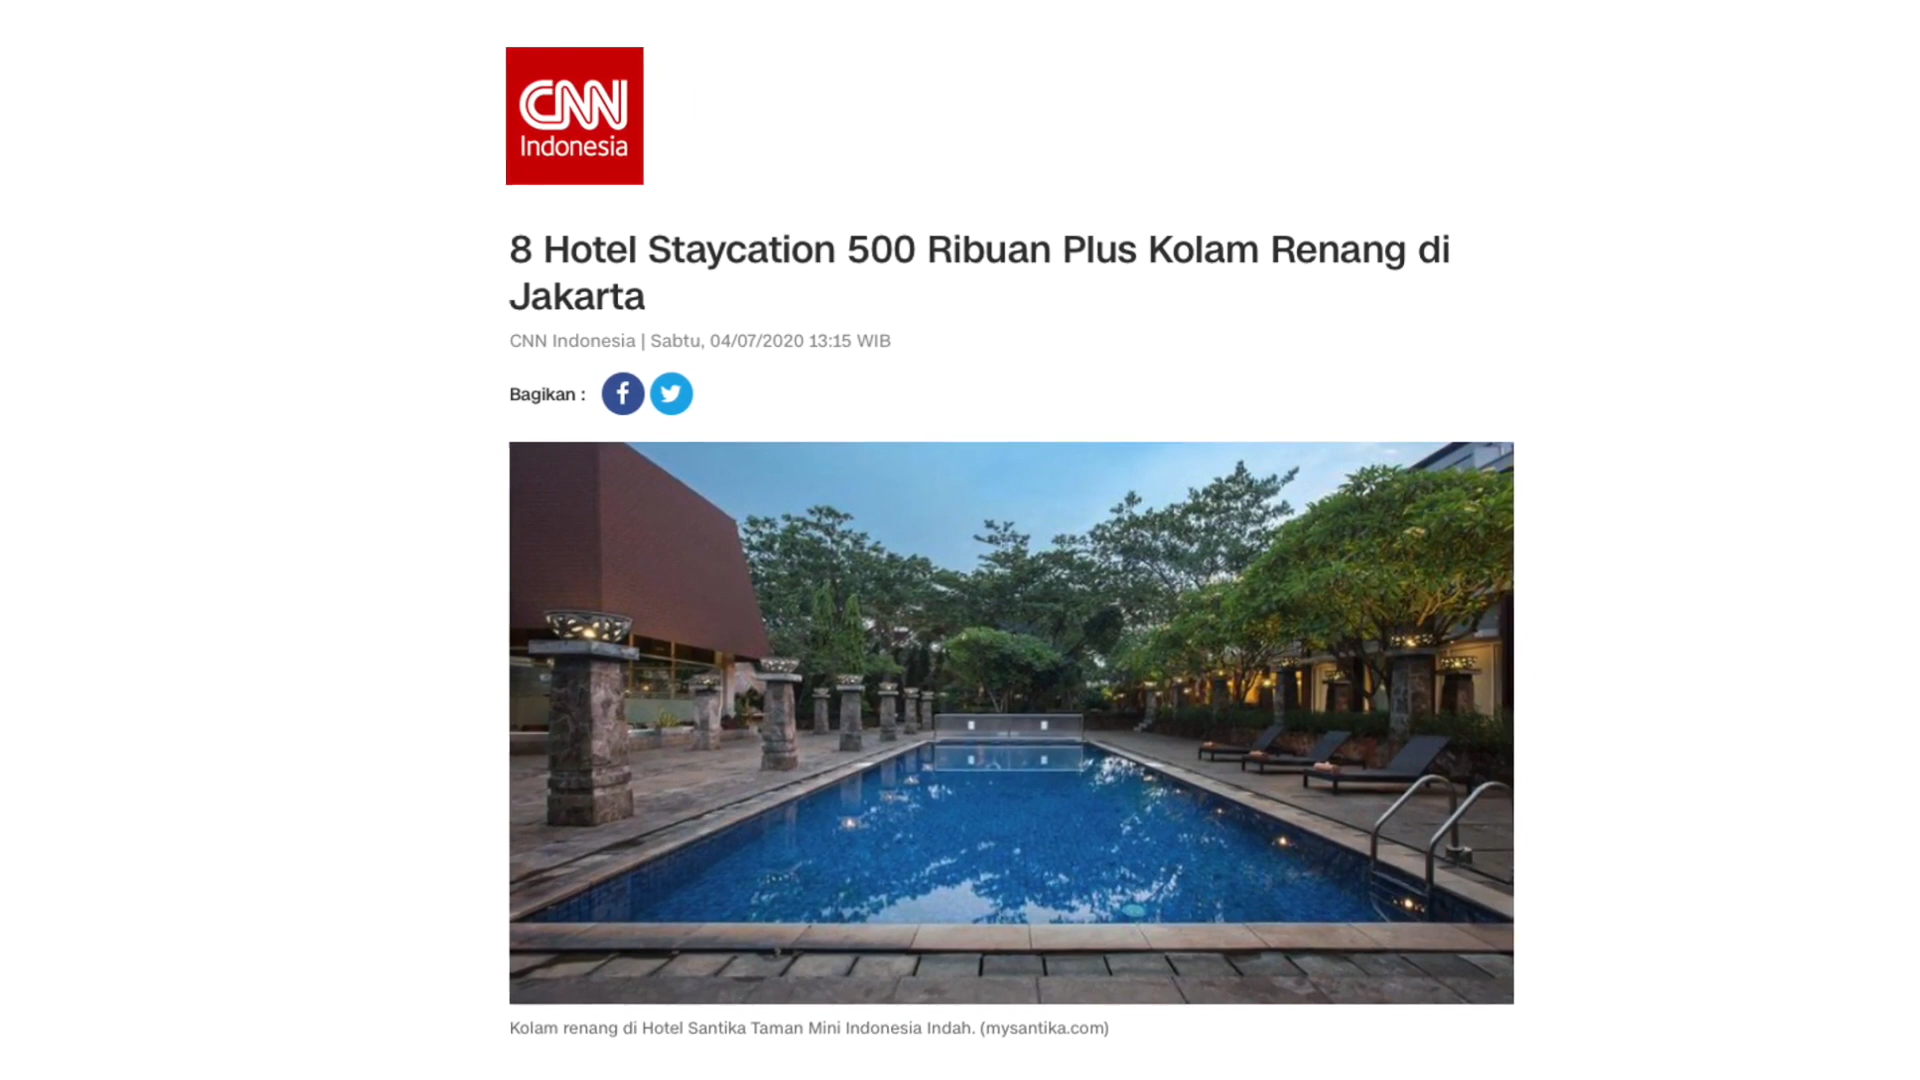 CNN
Indonesia
8 Hotel Staycation 500 Ribuan Plus Kolam Renang di
Jakarta
CNN Indonesia | Sabtu, 04/07/2020 13:15 WIB
Bagikan :
Kolam renang di Hotel Santika Taman Mini Indonesia Indah. (mysantika.com)